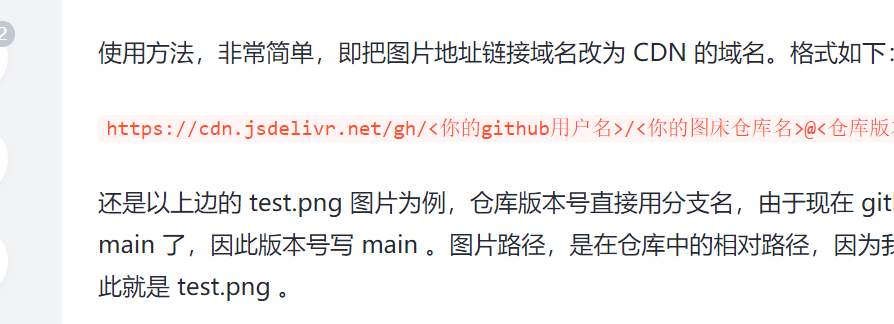 2
使用方法，非常简单，即把图片地址链接域名改为 CDN 的域名。格式如下：
https://cdn.jsdelivr.net/gh/<你的github用户名>/<你的图床仓库名>@<仓库版
还是以上边的 test.png 图片为例，仓库版本号直接用分支名，由于现在 git
main 了，因此版本号写 main 。图片路径，是在仓库中的相对路径，因为我
此就是 test.png 。